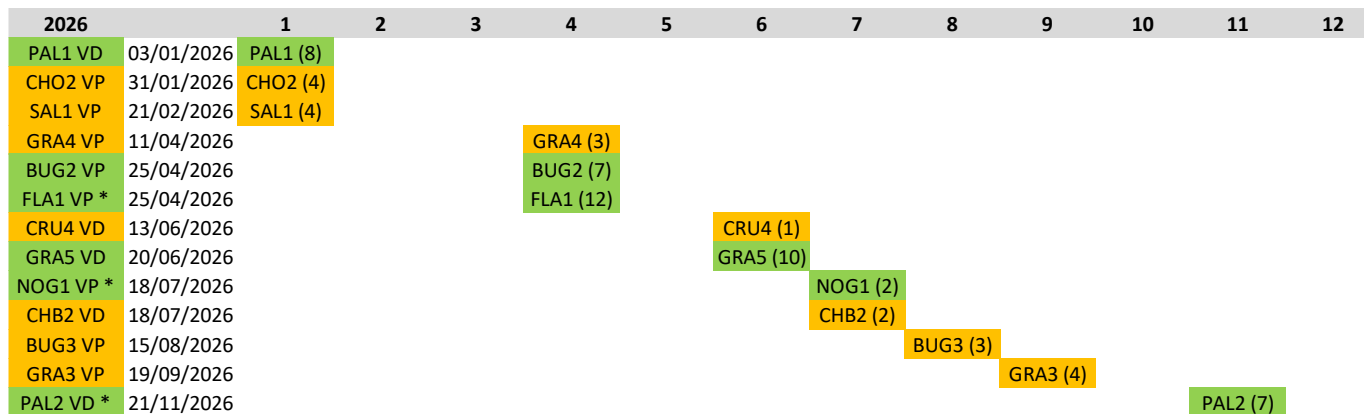 2026 1 2 3 4 5 6 7 8 9 10 11 12
PAL1 VD 03/01/2026 PAL1 (8)
CHO2 VP 31/01/2026 CHO2 (4)
SAL1 VP 21/02/2026 SAL1 (4)
GRA4 VP 11/04/2026 GRA4 (3)
BUG2 VP 25/04/2026 BUG2 (7)
FLA1 VP * 25/04/2026 FLA1 (12)
CRU4 VD 13/06/2026 CRU4 (1)
GRA5 VD 20/06/2026 GRA5 (10)
NOG1 VP * 18/07/2026 NOG1 (2)
CHB2 VD 18/07/2026 CHB2 (2)
BUG3 VP 15/08/2026 BUG3 (3)
GRA3 VP 19/09/2026 GRA3 (4)
PAL2 VD * 21/11/2026 PAL2 (7)